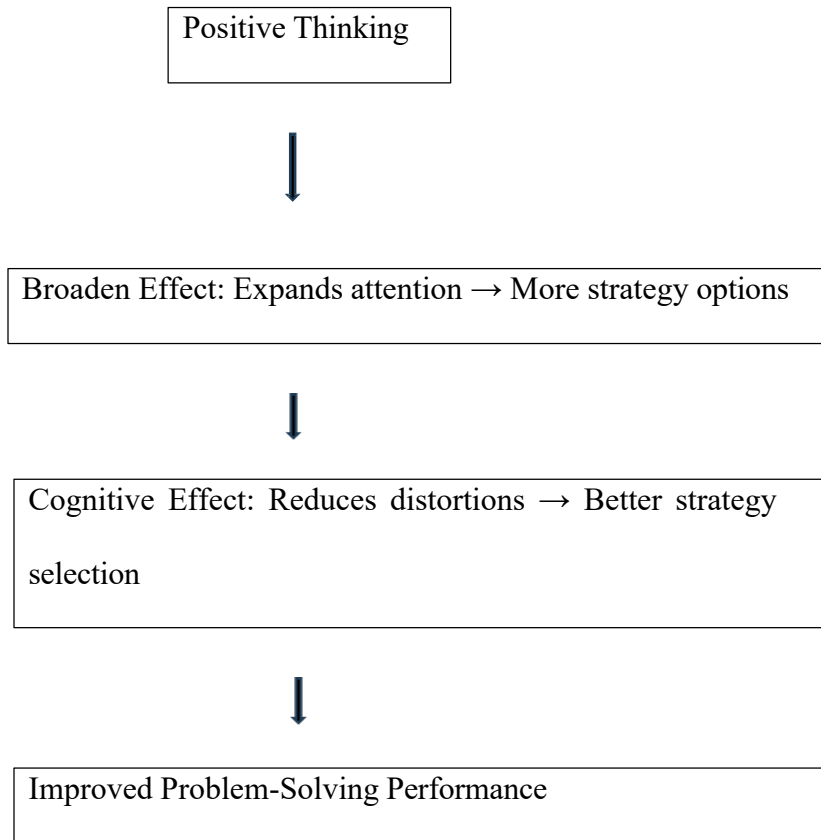 Positive Thinking
Broaden Effect: Expands attention → More strategy options
Cognitive Effect: Reduces distortions → Better strategy
selection
Improved Problem-Solving Performance